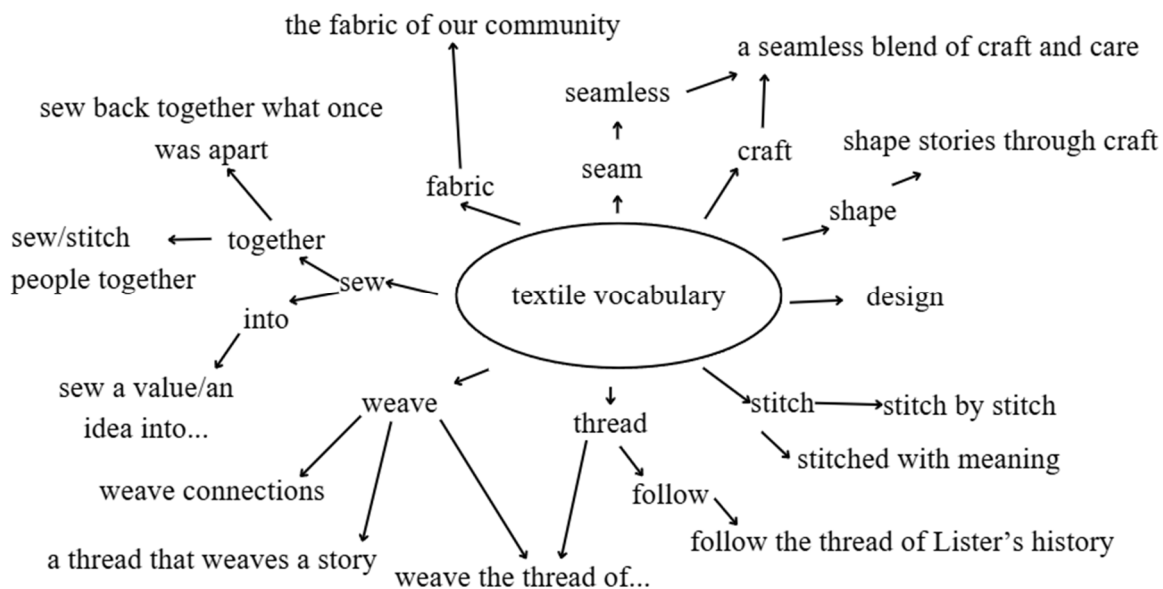 the fabric of our community
a seamless blend of craft and care
seamless
sew back together what once
was apart
craft
shape stories through craft
seam
fabric
shape
sew/stitch
people together
together
sew
textile vocabulary
design
into
sew a value/an
idea into...
weave
thread
stitch
stitch by stitch
stitched with meaning
weave connections
follow
a thread that weaves a story
weave the thread of...
follow the thread of Lister's history